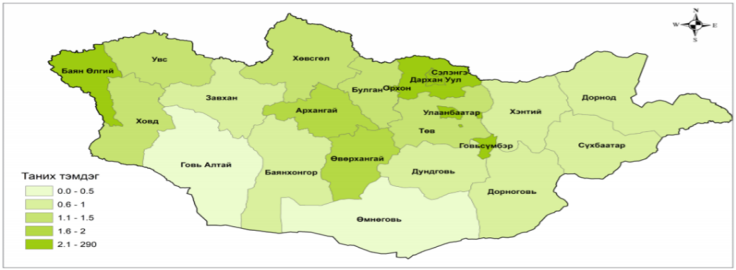 N
W
E
S
Баян Өлгий
Увс
Хөвсгөл
Сэлэнгэ
Дархан Уул
Булган
Орхон
Завхан
Архангай
Улаанбаатар
Хэнтий
Дорнод
Ховд
Төв
Говьсүмбэр
Сүхбаатар
Говь Алтай
Баянхонгор
Өвөрхангай
Дундговь
Дорноговь
Өмнөговь
Таних тэмдэг
0.0 - 0.5
0.6 - 1
1.1 - 1.5
1.6 - 2
2.1 - 290